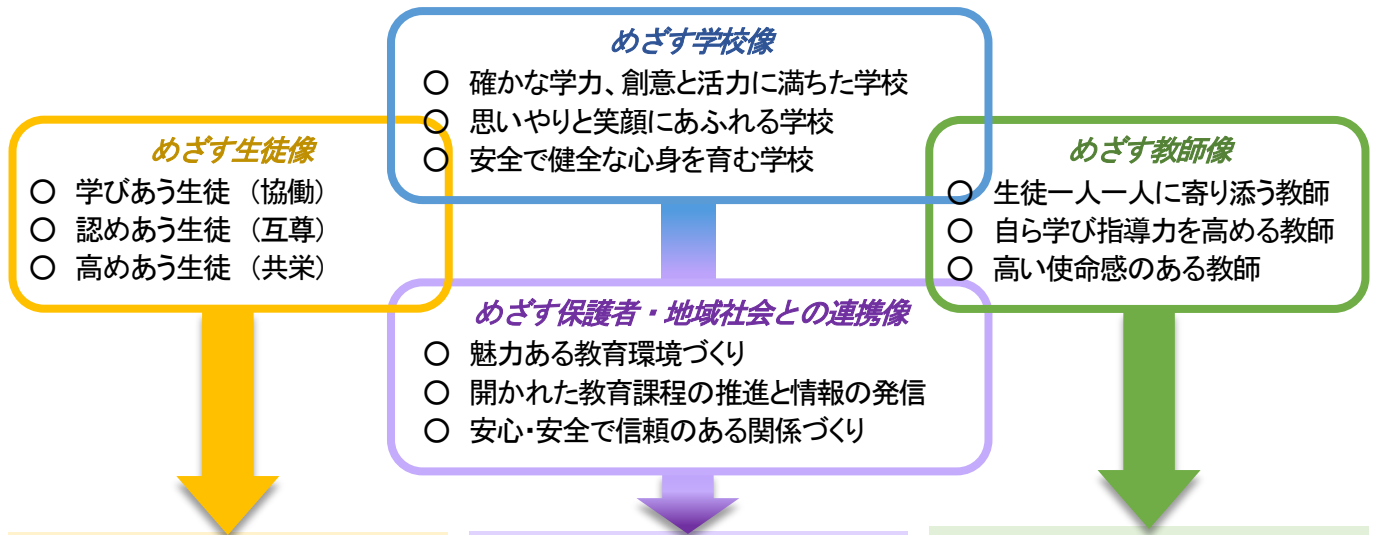 めざす学校像
○ 確かな学力、創意と活力に満ちた学校
○ 思いやりと笑顔にあふれる学校
○ 安全で健全な心身を育む学校
めざす生徒像
○ 学びあう生徒 （協働）
○ 認めあう生徒 （互尊）
○ 高めあう生徒 （共栄）
めざす教師像
○ 生徒一人一人に寄り添う教師
○ 自ら学び指導力を高める教師
○ 高い使命感のある教師
めざす保護者・地域社会との連携像
○ 魅力ある教育環境づくり
○ 開かれた教育課程の推進と情報の発信
○ 安心・安全で信頼のある関係づくり